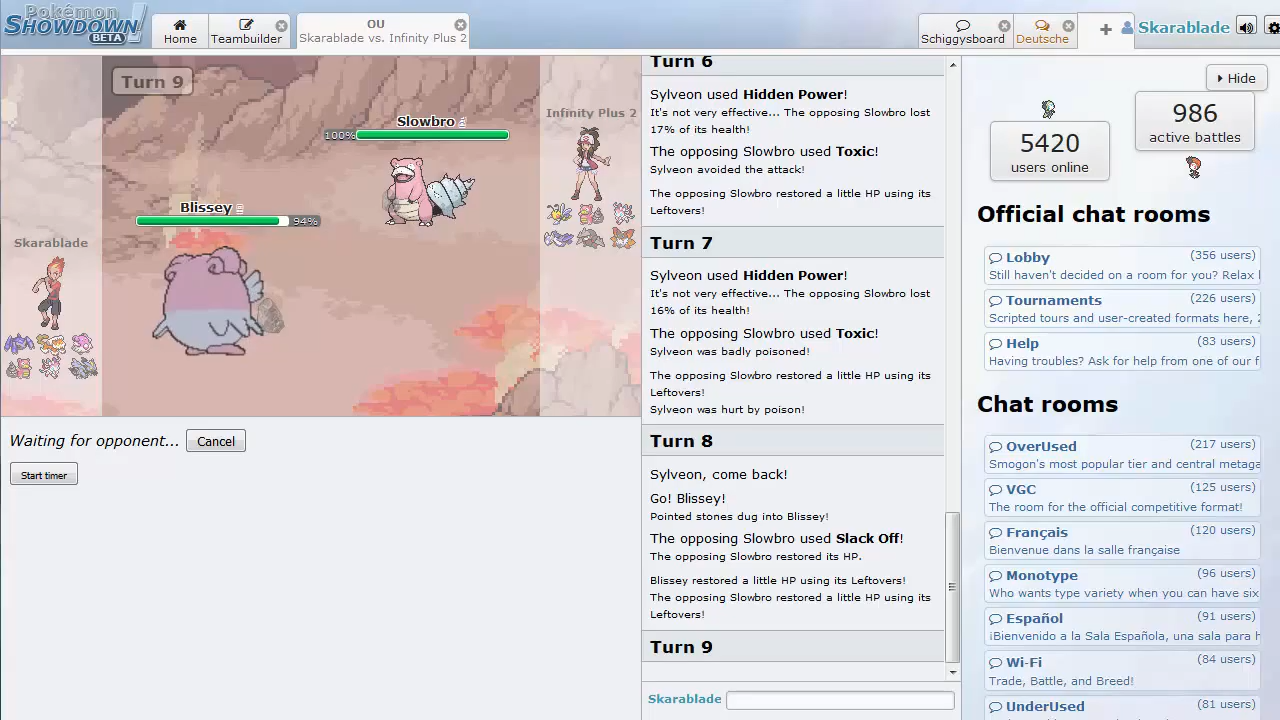 Pokémon
SHOWDOWN!
BETA
Home
Teambuilder
OU
Skarablade vs. Infinity Plus 2
Schiggysboard
Deutsche
Skarablade
Turn 9
Slowbro
100%
Blissey
94%
Skarablade
Infinity Plus 2
Waiting for opponent...
Cancel
Start timer
Turn 6
Sylveon used Hidden Power!
It's not very effective... The opposing Slowbro lost
17% of its health!
The opposing Slowbro used Toxic!
Sylveon avoided the attack!
The opposing Slowbro restored a little HP using its
Leftovers!
Turn 7
Sylveon used Hidden Power!
It's not very effective... The opposing Slowbro lost
16% of its health!
The opposing Slowbro used Toxic!
Sylveon was badly poisoned!
The opposing Slowbro restored a little HP using its
Leftovers!
Sylveon was hurt by poison!
Turn 8
Sylveon, come back!
Go! Blissey!
Pointed stones dug into Blissey!
The opposing Slowbro used Slack Off!
The opposing Slowbro restored its HP.
Blissey restored a little HP using its Leftovers!
The opposing Slowbro restored a little HP using its
Leftovers!
Turn 9
Skarablade
Hide
5420
users online
986
active battles
Official chat rooms
Lobby
(356 users)
Still haven't decided on a room for you? Relax
Tournaments
(226 users)
Scripted tours and user-created formats here,
Help
(83 users)
Having troubles? Ask for help from one of our
Chat rooms
OverUsed
(217 users)
Smogon's most popular tier and central metaga
VGC
(125 users)
The room for the official competitive format!
Français
(120 users)
Bienvenue dans la salle française
Monotype
(96 users)
Who wants type variety when you can have six
Español
(91 users)
¡Bienvenido a la Sala Española, una sala para
Wi-Fi
(84 users)
Trade, Battle, and Breed!
UnderUsed
(81 users)